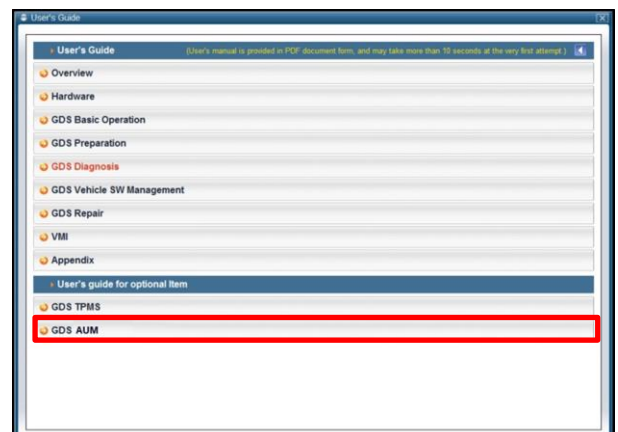 User's Guide
User's Guide (User's manual is provided in PDF document form, and may take more than 10 seconds at the very first attempt.)
Overview
Hardware
GDS Basic Operation
GDS Preparation
GDS Diagnosis
GDS Vehicle SW Management
GDS Repair
VMI
Appendix
User's guide for optional Item
GDS TPMS
GDS AUM